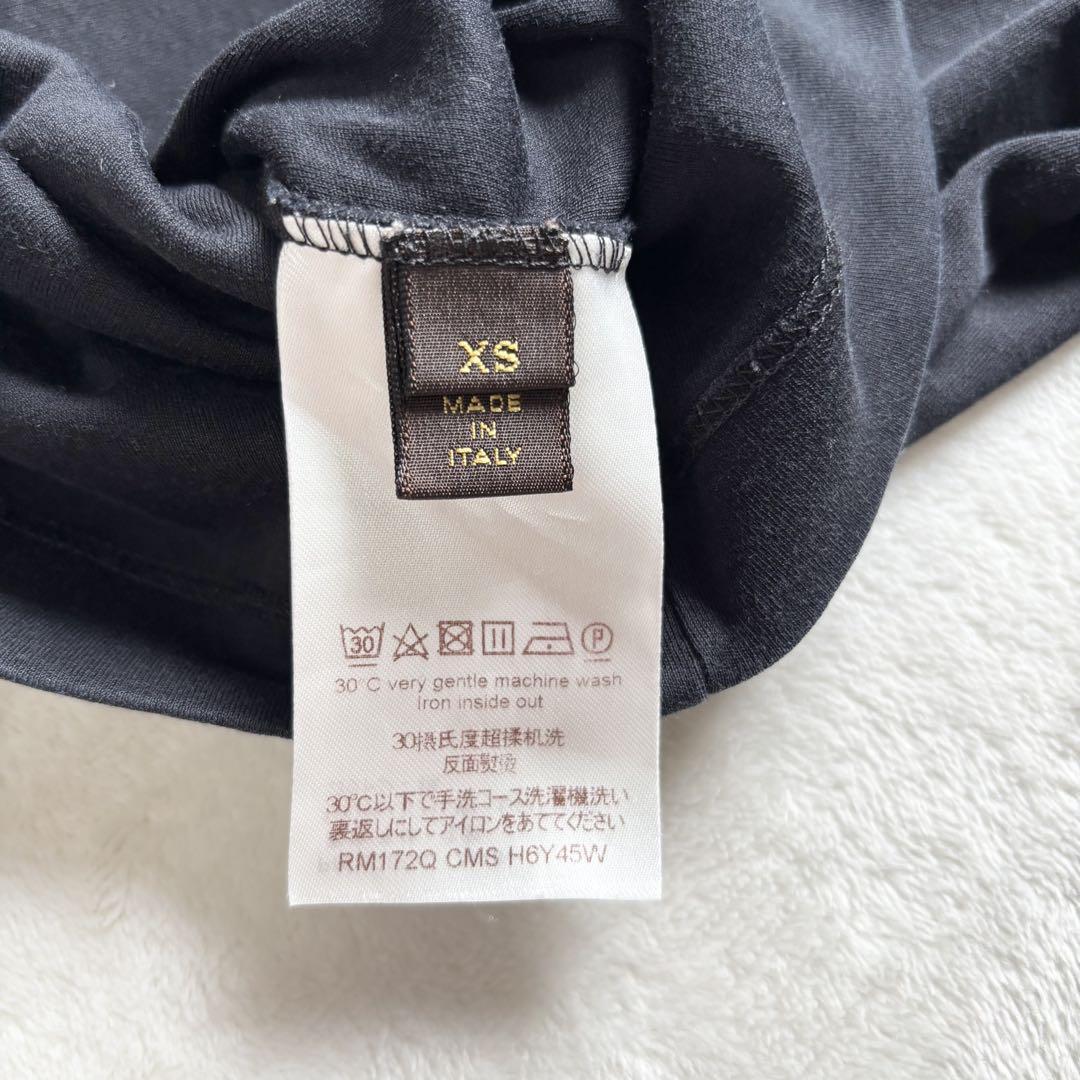 XS
MADE
IN
ITALY
30
P
30°C very gentle machine wash
Iron inside out
30摄氏度超揉机洗
反面熨烫
30°C以下で手洗コース洗濯機洗い
裏返しにしてアイロンをあててください
RM172Q CMS H6Y45W